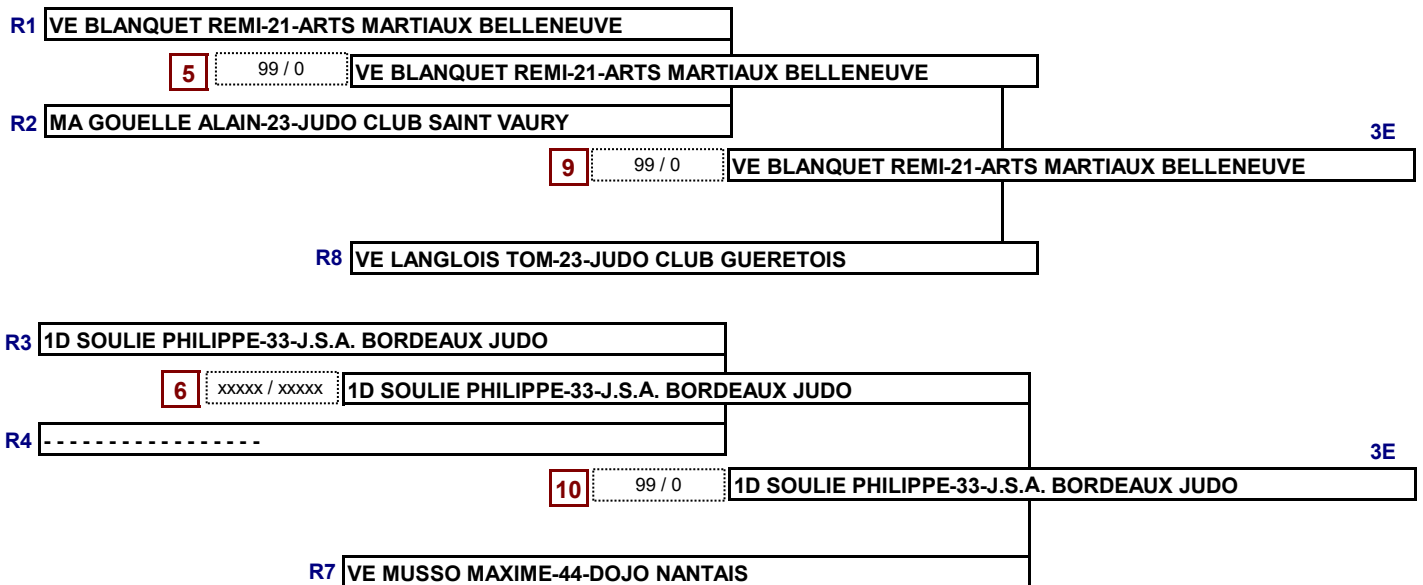 R1 VE BLANQUET REMI-21-ARTS MARTIAUX BELLENEUVE
5 99 / 0 VE BLANQUET REMI-21-ARTS MARTIAUX BELLENEUVE
R2 MA GOUELLE ALAIN-23-JUDO CLUB SAINT VAURY
3E
9 99 / 0 VE BLANQUET REMI-21-ARTS MARTIAUX BELLENEUVE
R8 VE LANGLOIS TOM-23-JUDO CLUB GUERETOIS
R3 1D SOULIE PHILIPPE-33-J.S.A. BORDEAUX JUDO
6 xxxxx / xxxxx 1D SOULIE PHILIPPE-33-J.S.A. BORDEAUX JUDO
R4 - - - - - - - - - - - - - - - - -
3E
10 99 / 0 1D SOULIE PHILIPPE-33-J.S.A. BORDEAUX JUDO
R7 VE MUSSO MAXIME-44-DOJO NANTAIS